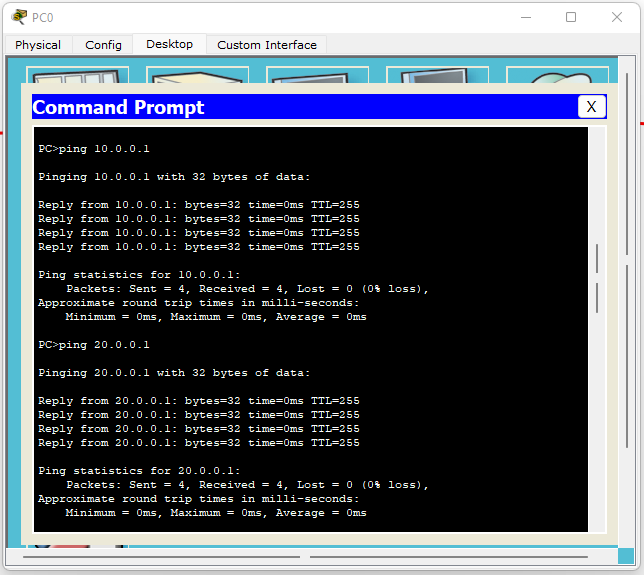 PC0
Physical Config Desktop Custom Interface
Command Prompt X
PC>ping 10.0.0.1
Pinging 10.0.0.1 with 32 bytes of data:
Reply from 10.0.0.1: bytes=32 time=0ms TTL=255
Reply from 10.0.0.1: bytes=32 time=0ms TTL=255
Reply from 10.0.0.1: bytes=32 time=0ms TTL=255
Reply from 10.0.0.1: bytes=32 time=0ms TTL=255
Ping statistics for 10.0.0.1:
Packets: Sent = 4, Received = 4, Lost = 0 (0% loss),
Approximate round trip times in milli-seconds:
Minimum = 0ms, Maximum = 0ms, Average = 0ms
PC>ping 20.0.0.1
Pinging 20.0.0.1 with 32 bytes of data:
Reply from 20.0.0.1: bytes=32 time=0ms TTL=255
Reply from 20.0.0.1: bytes=32 time=0ms TTL=255
Reply from 20.0.0.1: bytes=32 time=0ms TTL=255
Reply from 20.0.0.1: bytes=32 time=0ms TTL=255
Ping statistics for 20.0.0.1:
Packets: Sent = 4, Received = 4, Lost = 0 (0% loss),
Approximate round trip times in milli-seconds:
Minimum = 0ms, Maximum = 0ms, Average = 0ms